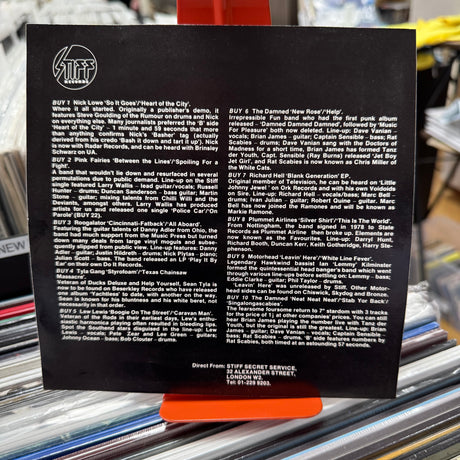 STIFF
RECORDS
BUY 1 Nick Lowe 'So It Goes'/'Heart of the City'.
Where it all started. Originally a publisher's demo, it
features Steve Goulding of the Rumour on drums and Nick
on everything else. Many journalists preferred the 'B' side
'Heart of the City' – 1 minute and 59 seconds that more
than anything confirms Nick's 'Basher' tag (actually
derived from his credo 'Bash it down and tart it up'). Nick
is now with Radar Records, and can be heard with Brinsley
Schwarz on UA.
BUY 2 Pink Fairies 'Between the Lines'/'Spoiling For a
Fight'.
A band that wouldn't lie down and resurfaced in several
permutations due to public demand. Line-up on the Stiff
single featured Larry Wallis – lead guitar/vocals; Russell
Hunter – drums; Duncan Sanderson – bass guitar; Martin
Stone – guitar; mixing talents from Chilli Willi and the
Deviants, amongst others. Larry Wallis has produced
artists for us and released one single 'Police Car'/'On
Parole' (BUY 22).
BUY 3 Roogalator 'Cincinnati Fatback'/'All Aboard'.
Featuring the guitar talents of Danny Adler from Ohio, the
band had much support from the Music Press but turned
down many deals from large vinyl moguls and subse-
quently slipped from public view. Line-up features: Danny
Adler – guitar; Justin Hildreth – drums; Nick Plytas – piano;
Julian Scott – bass. The band released an LP 'Play It By
Ear' on their own Do It Records.
BUY 4 Tyla Gang 'Styrofoam'/'Texas Chainsaw
Massacre'.
Veteran of Ducks Deluxe and Help Yourself, Sean Tyla is
now to be found on Beserkley Records who have released
one album 'Yachtless' to date, with another on the way.
Sean is known for his loudness and his white beret, not
necessarily in that order.
BUY 5 Lew Lewis 'Boogie On The Street'/'Caravan Man'.
Veteran of the Rods in their earliest days, Lew's enthu-
siastic harmonica playing often resulted in bleeding lips.
Spot the Southend stars disguised in the line-up: Lew
Lewis – vocals; Pete Zear and Lee Green – guitars;
Johnny Ocean – bass; Bob Clouter – drums.
BUY 6 The Damned 'New Rose'/'Help'.
Irrepressible Fun band who had the first punk album
released – 'Damned Damned Damned', followed by 'Music
For Pleasure' both now deleted. Line-up: Dave Vanian –
vocals; Brian James – guitar; Captain Sensible – bass; Rat
Scabies – drums; Dave Vanian sang with the Doctors of
Madness for a short time, Brian James has formed Tanz
Der Youth, Capt. Sensible (Ray Burns) released 'Jet Boy
Jet Girl', and Rat Scabies is now known as Chris Miller of
the White Cats.
BUY 7 Richard Hell 'Blank Generation' EP.
Original member of Television, he can be heard on 'Little
Johnny Jewel' on Ork Records and with his own Voidoids
on Sire. Line-up: Richard Hell – vocals/bass; Marc Bell –
drums; Ivan Julian – guitar; Robert Quine – guitar. Marc
Bell has now joined the Ramones and will be known as
Markie Ramone.
BUY 8 Plummet Airlines 'Silver Shirt'/'This Is The World'.
From Nottingham, the band signed in 1978 to State
Records as Plummet Airline then broke up. Elements are
now known as the Favourites. Line-up: Darryl Hunt,
Richard Booth, Duncan Kerr, Keith Gotheridge, Harry Ste-
phenson.
BUY 9 Motorhead 'Leavin' Here'/'White Line Fever'.
Legendary Hawkwind bassist Ian 'Lemmy' Kilminster
formed the quintessential head banger's band which went
through various line-ups before settling on: Lemmy – bass;
Eddie Clarke – guitar; Phil Taylor – drums.
'Leavin' Here' was unreleased by Stiff. Other Motor-
head sides can be found on Chiswick, Skydog and Bronze.
BUY 10 The Damned 'Neat Neat Neat'/'Stab Yor Back'/
'Singalongascabies'.
The fearsome foursome return to 7" standard with 3 tracks
for the price of 1( at other companies' prices). You can still
hear Brian James playing the number live with Tanz der
Youth, but the original is still the greatest. Line-up: Brian
James – guitar; Dave Vanian – vocals; Captain Sensible –
bass; Rat Scabies – drums. 'B' side features numbers by
Rat Scabies, both timed at an astounding 57 seconds.
Direct From: STIFF SECRET SERVICE,
32 ALEXANDER STREET,
LONDON W2.
Tel: 01-229 9203.
NEW